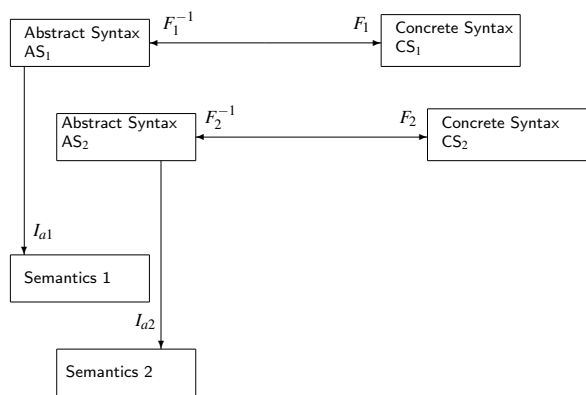 Abstract Syntax
AS₁
F₁⁻¹
F₁
Concrete Syntax
CS₁
Abstract Syntax
AS₂
F₂⁻¹
F₂
Concrete Syntax
CS₂
Iₐ₁
Semantics 1
Iₐ₂
Semantics 2